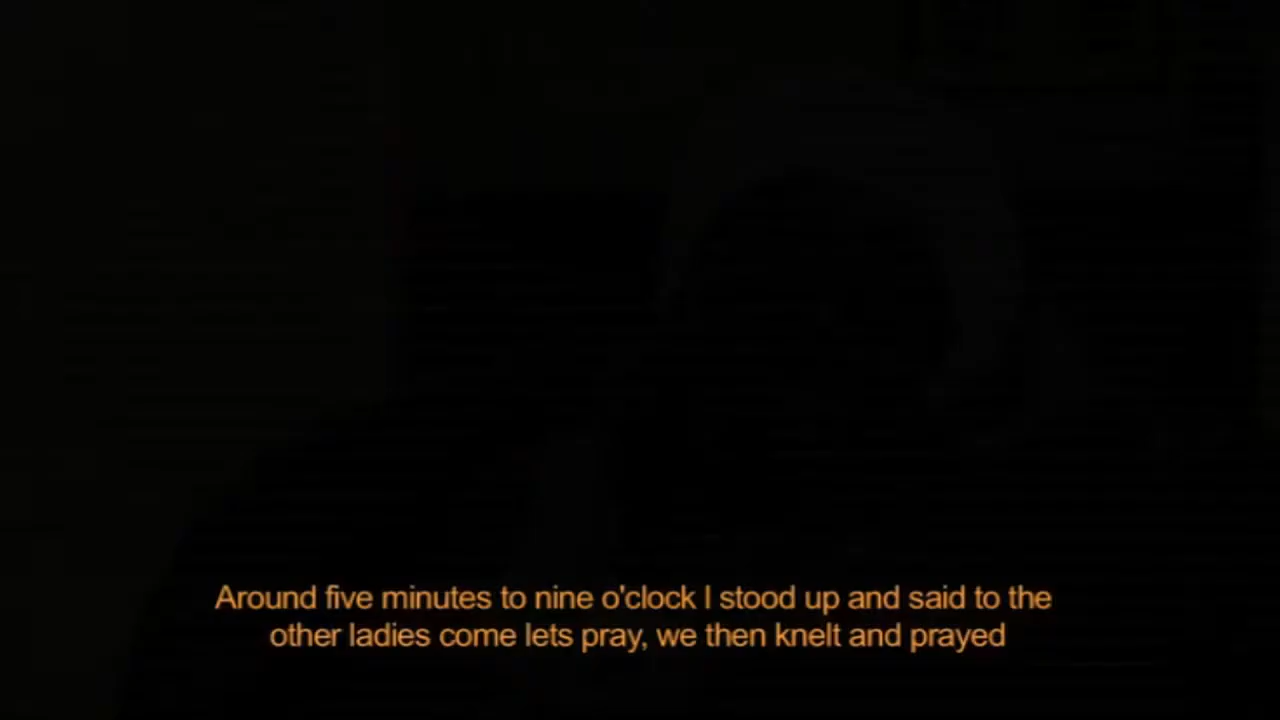 Around five minutes to nine o'clock I stood up and said to the
other ladies come lets pray, we then knelt and prayed